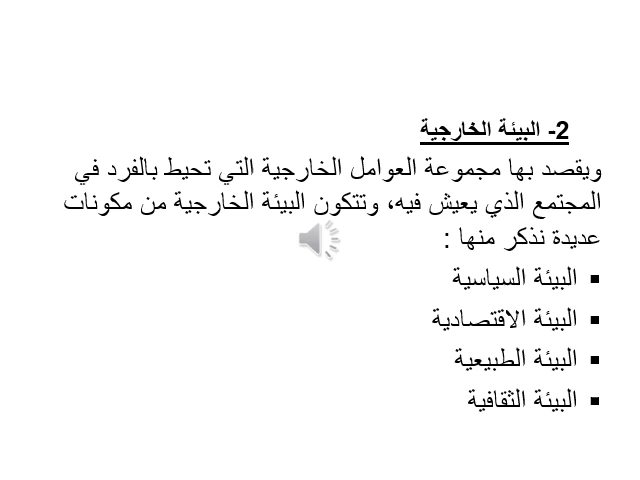 2- البيئة الخارجية
ويقصد بها مجموعة العوامل الخارجية التي تحيط بالفرد في
المجتمع الذي يعيش فيه، وتتكون البيئة الخارجية من مكونات
عديدة نذكر منها :
▪ البيئة السياسية
▪ البيئة الاقتصادية
▪ البيئة الطبيعية
▪ البيئة الثقافية